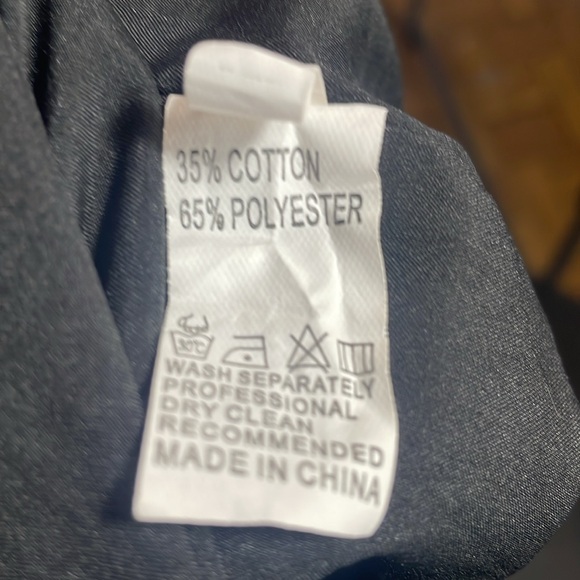 35% COTTON
65% POLYESTER
30°C
WASH SEPARATELY
PROFESSIONAL
DRY CLEAN
RECOMMENDED
MADE IN CHINA